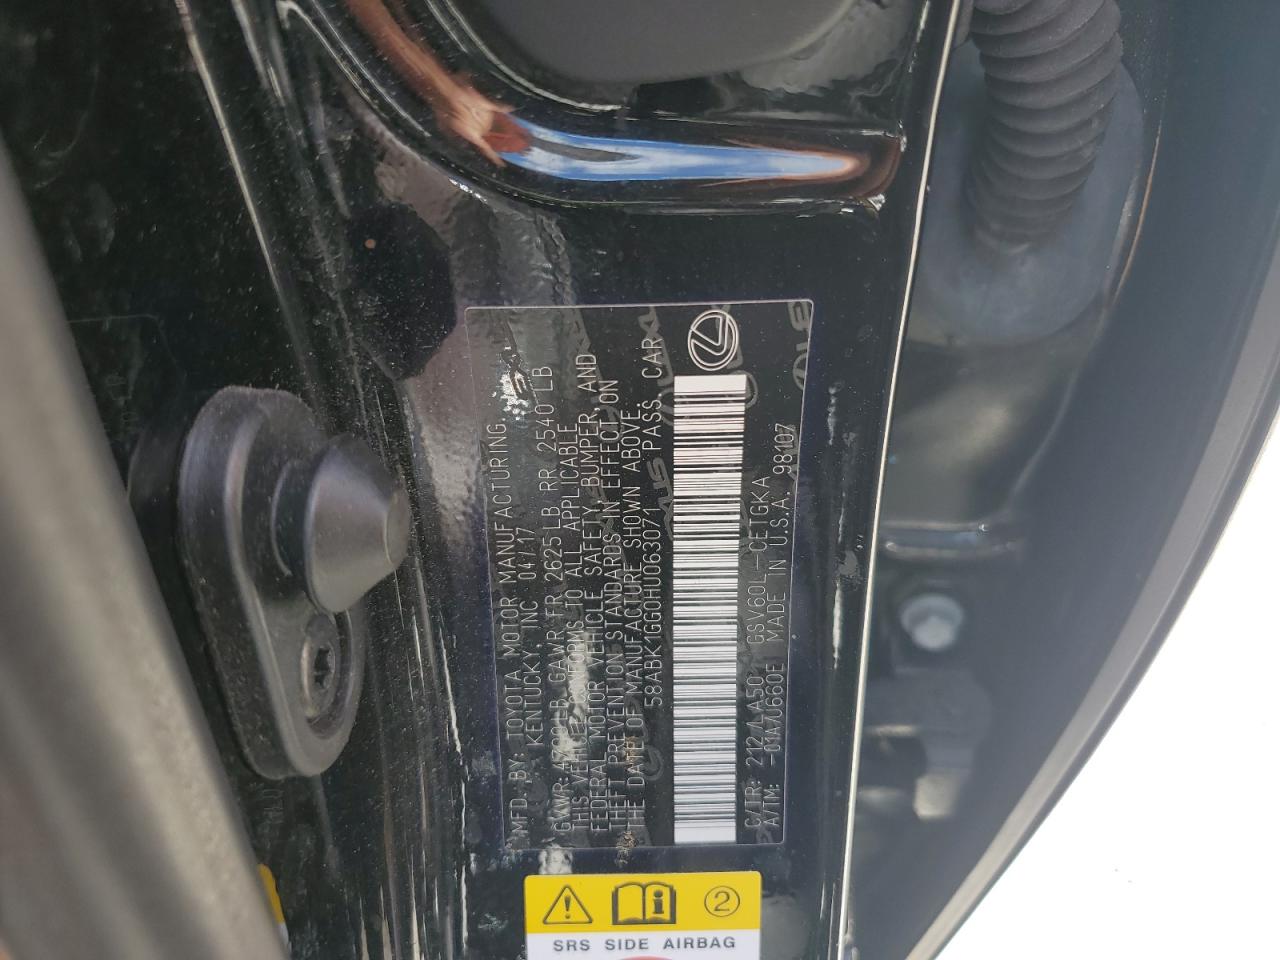 MFD. BY: TOYOTA MOTOR MANUFACTURING,
KENTUCKY, INC 04/17
GVWR: LB GAWR FR 2625 LB RR 2540 LB
THIS VEHICLE CONFORMS TO ALL APPLICABLE
FEDERAL MOTOR VEHICLE SAFETY, BUMPER, AND
THEFT PREVENTION STANDARDS IN EFFECT ON
THE DATE OF MANUFACTURE SHOWN ABOVE.
58ABK1GG0HU063071 PASS. CAR
C/TR: 212/LA50 GSV60L-CETGKA
A/TM: -01A/U660E MADE IN U.S.A. 98107
2
SRS SIDE AIRBAG